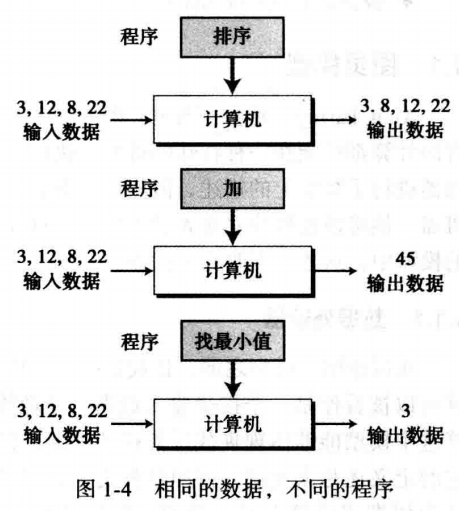 程序 排序
3, 12, 8, 22 计算机 3. 8, 12, 22
输入数据 输出数据
程序 加
3, 12, 8, 22 计算机 45
输入数据 输出数据
程序 找最小值
3, 12, 8, 22 计算机 3
输入数据 输出数据
图 1-4 相同的数据，不同的程序